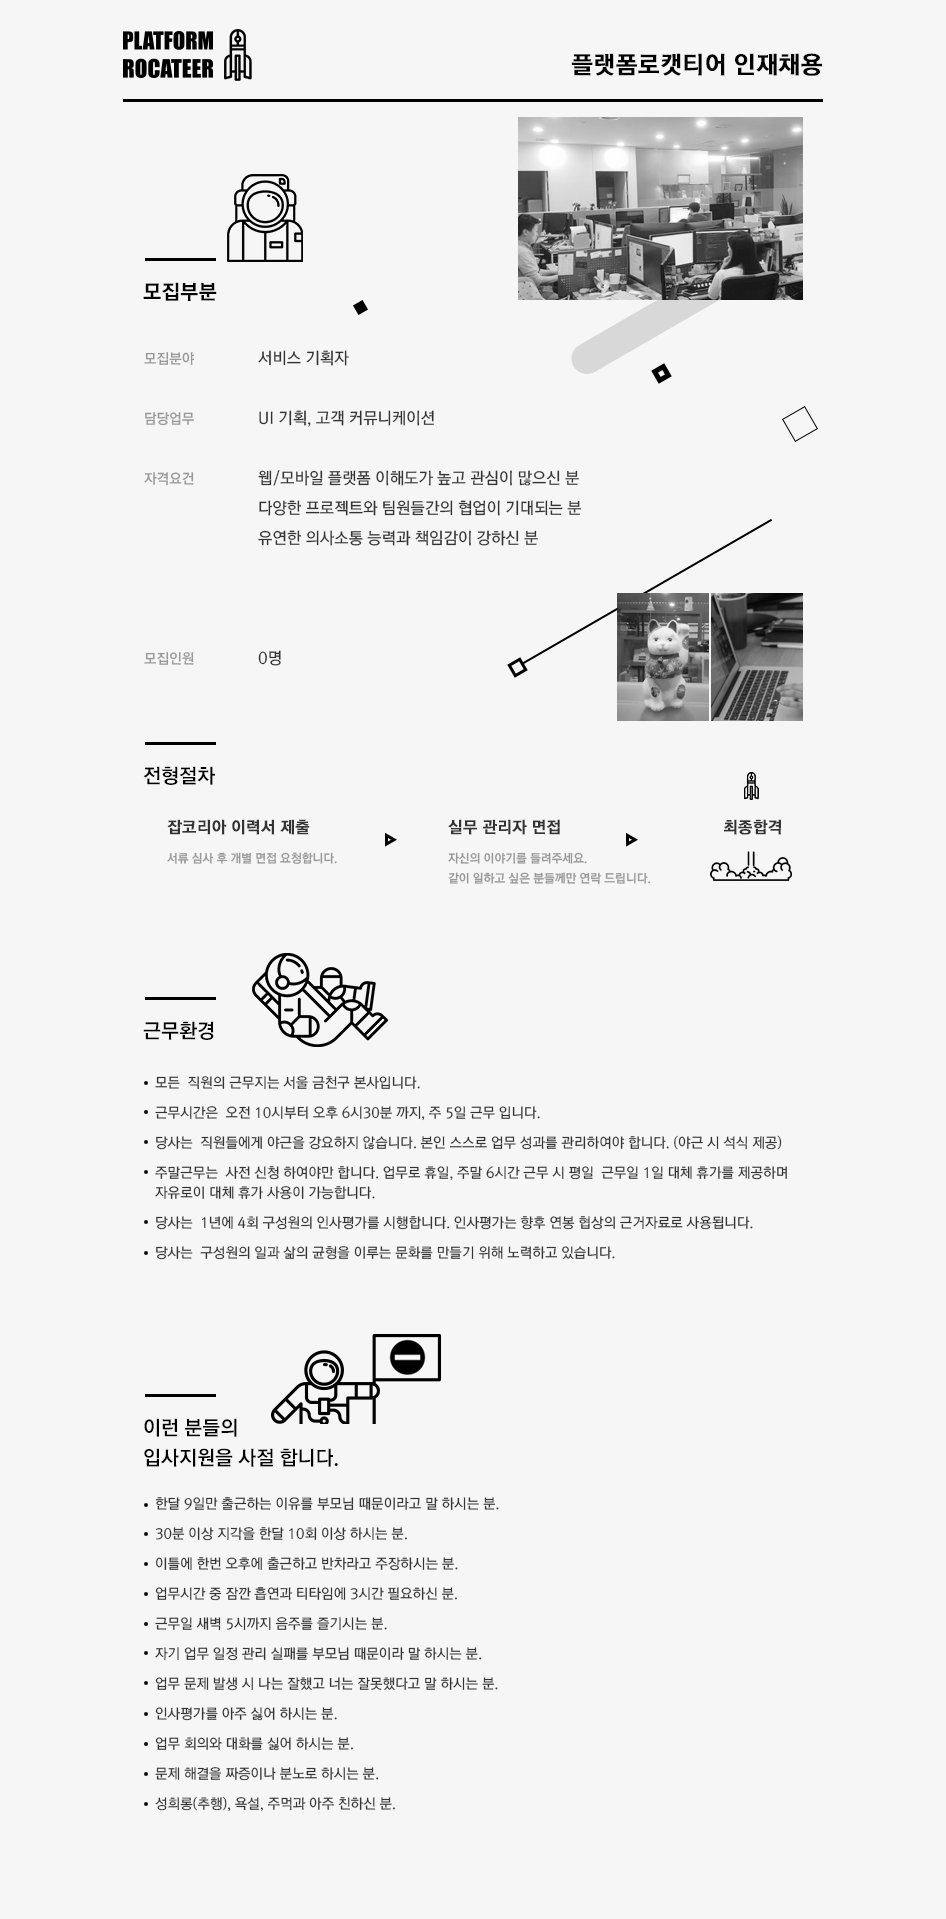 PLATFORM
ROCATEER
플랫폼로캣티어 인재채용
모집부분
모집분야 서비스 기획자
담당업무 UI 기획, 고객 커뮤니케이션
자격요건 웹/모바일 플랫폼 이해도가 높고 관심이 많으신 분
다양한 프로젝트와 팀원들간의 협업이 기대되는 분
유연한 의사소통 능력과 책임감이 강하신 분
모집인원 0명
전형절차
잡코리아 이력서 제출
서류 심사 후 개별 면접 요청합니다.
실무 관리자 면접
자신의 이야기를 들려주세요.
같이 일하고 싶은 분들께만 연락 드립니다.
최종합격
근무환경
• 모든 직원의 근무지는 서울 금천구 본사입니다.
• 근무시간은 오전 10시부터 오후 6시30분 까지, 주 5일 근무 입니다.
• 당사는 직원들에게 야근을 강요하지 않습니다. 본인 스스로 업무 성과를 관리하여야 합니다. (야근 시 석식 제공)
• 주말근무는 사전 신청 하여야만 합니다. 업무로 휴일, 주말 6시간 근무 시 평일 근무일 1일 대체 휴가를 제공하며
자유로이 대체 휴가 사용이 가능합니다.
• 당사는 1년에 4회 구성원의 인사평가를 시행합니다. 인사평가는 향후 연봉 협상의 근거자료로 사용됩니다.
• 당사는 구성원의 일과 삶의 균형을 이루는 문화를 만들기 위해 노력하고 있습니다.
이런 분들의
입사지원을 사절 합니다.
• 한달 9일만 출근하는 이유를 부모님 때문이라고 말 하시는 분.
• 30분 이상 지각을 한달 10회 이상 하시는 분.
• 이틀에 한번 오후에 출근하고 반차라고 주장하시는 분.
• 업무시간 중 잠깐 흡연과 티타임에 3시간 필요하신 분.
• 근무일 새벽 5시까지 음주를 즐기시는 분.
• 자기 업무 일정 관리 실패를 부모님 때문이라 말 하시는 분.
• 업무 문제 발생 시 나는 잘했고 너는 잘못했다고 말 하시는 분.
• 인사평가를 아주 싫어 하시는 분.
• 업무 회의와 대화를 싫어 하시는 분.
• 문제 해결을 짜증이나 분노로 하시는 분.
• 성희롱(추행), 욕설, 주먹과 아주 친하신 분.